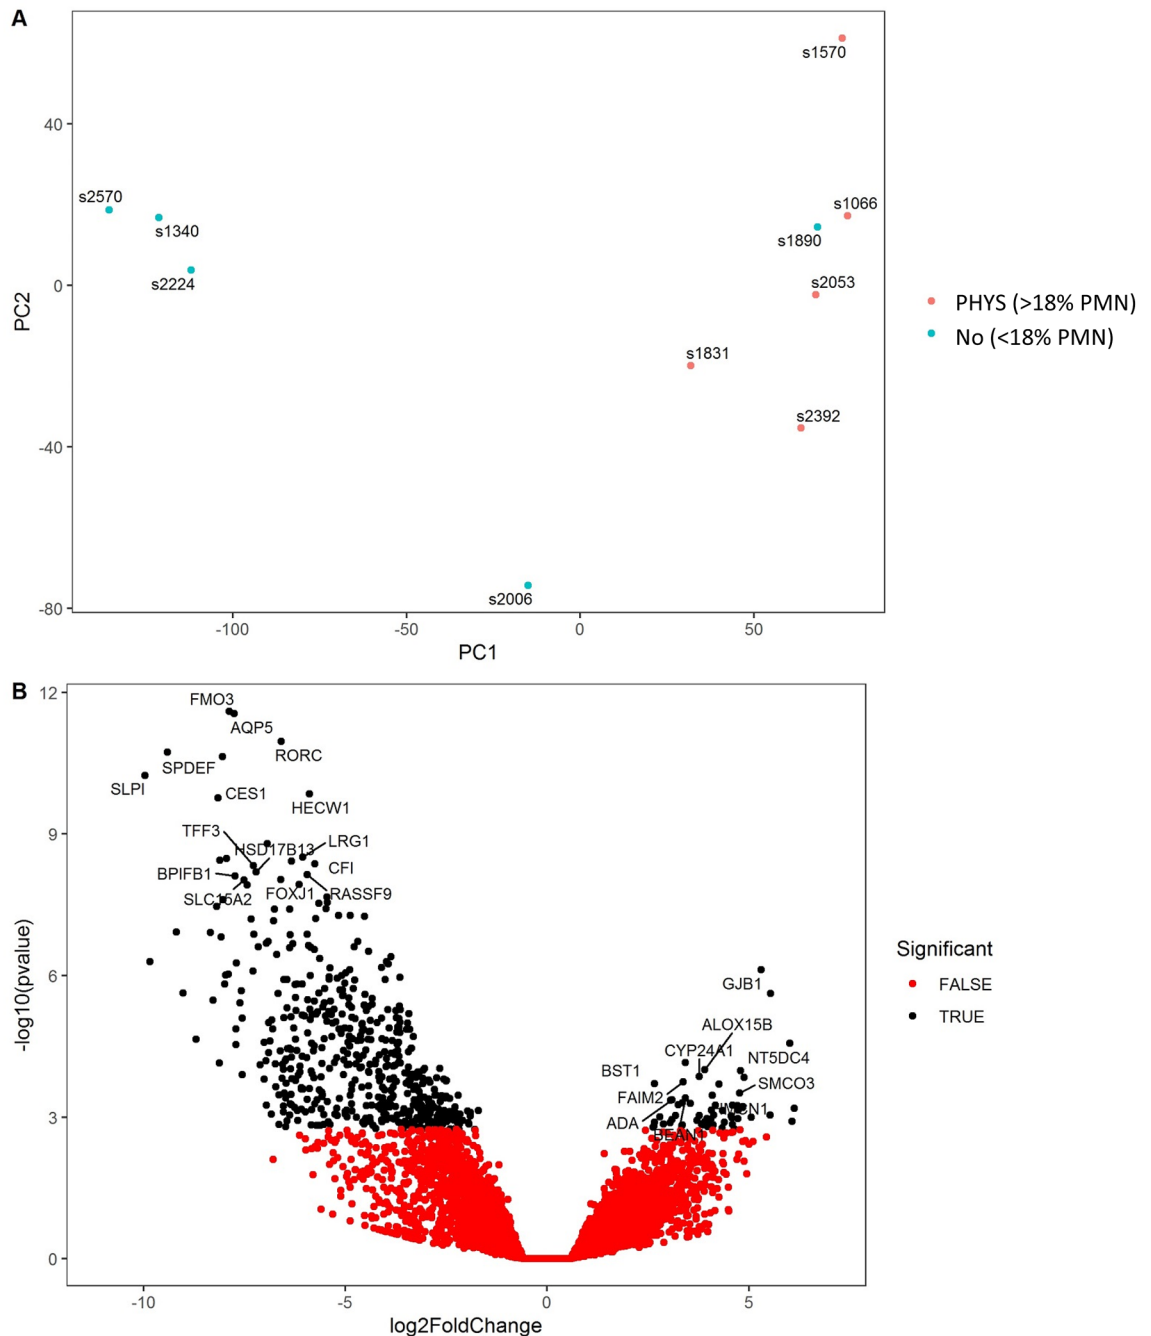 A
s1570
40
s2570
s1340
s1066
s1890
s2224
0
s2053
PC2
PHYS (>18% PMN)
No (<18% PMN)
s1831
s2392
-40
s2006
-80
-100
-50
0
50
PC1
B
12
FMO3
AQP5
RORC
SPDEF
SLPI
CES1
HECW1
9
TFF3
HSD17B13
LRG1
CFI
BPIFB1
SLC15A2
FOXJ1
RASSF9
-log10(pvalue)
6
GJB1
Significant
FALSE
TRUE
ALOX15B
CYP24A1
NT5DC4
BST1
SMCO3
FAIM2
ADA
BEAN1
3
0
-10
-5
0
5
log2FoldChange